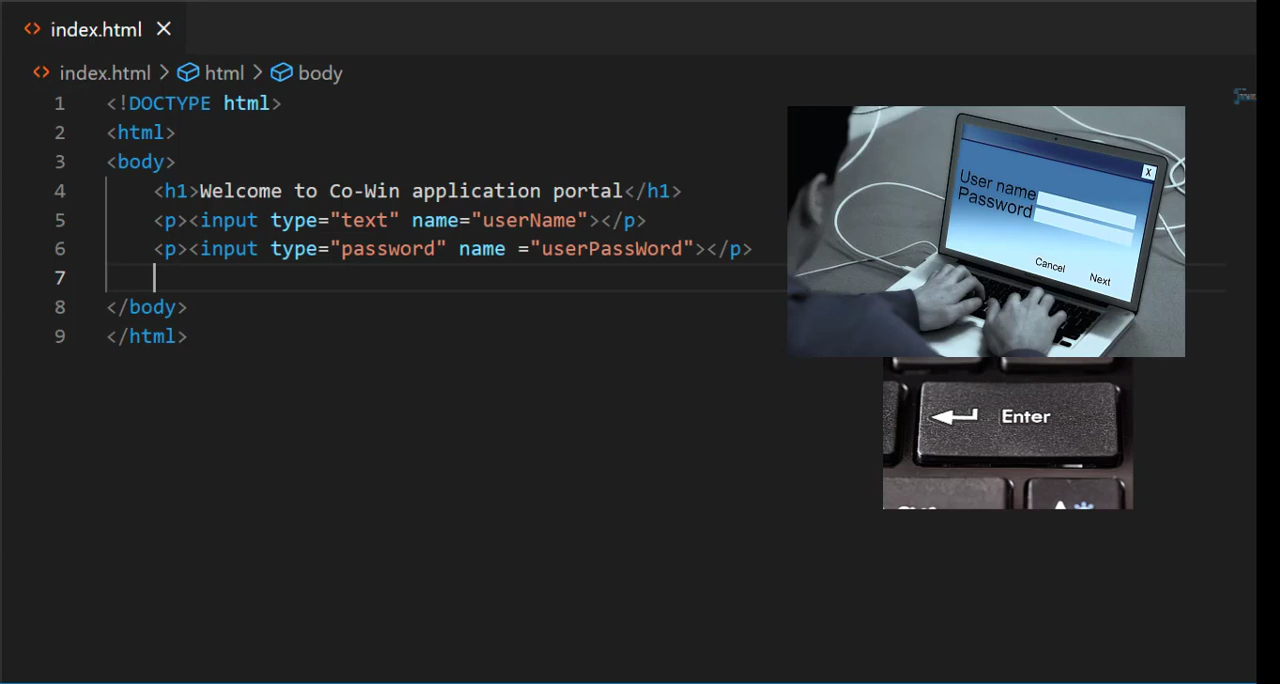 index.html
index.html > html > body
1 <!DOCTYPE html>
2 <html>
3 <body>
4 <h1>Welcome to Co-Win application portal</h1>
5 <p><input type="text" name="userName"></p>
6 <p><input type="password" name ="userPassWord"></p>
7
8 </body>
9 </html>
X
User name
Password
Cancel Next
Enter